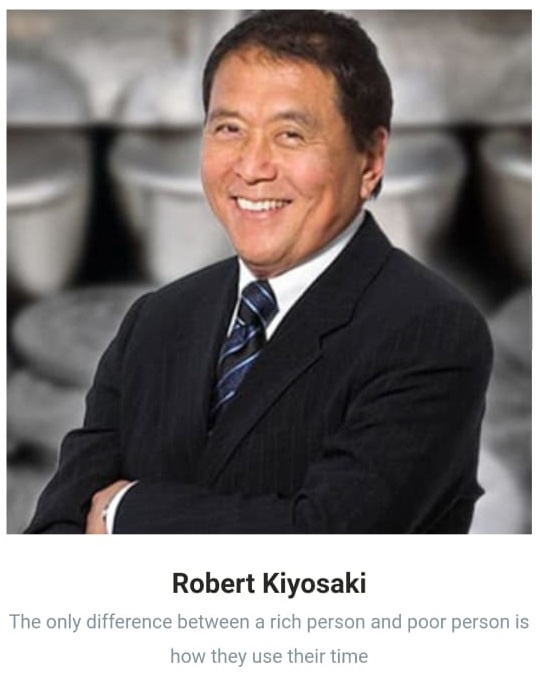 Robert Kiyosaki
The only difference between a rich person and poor person is
how they use their time